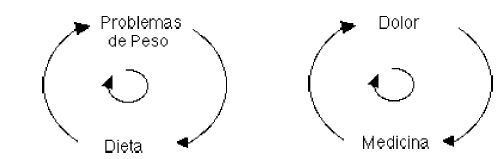 Problemas
de Peso
Dieta
Dolor
Medicina